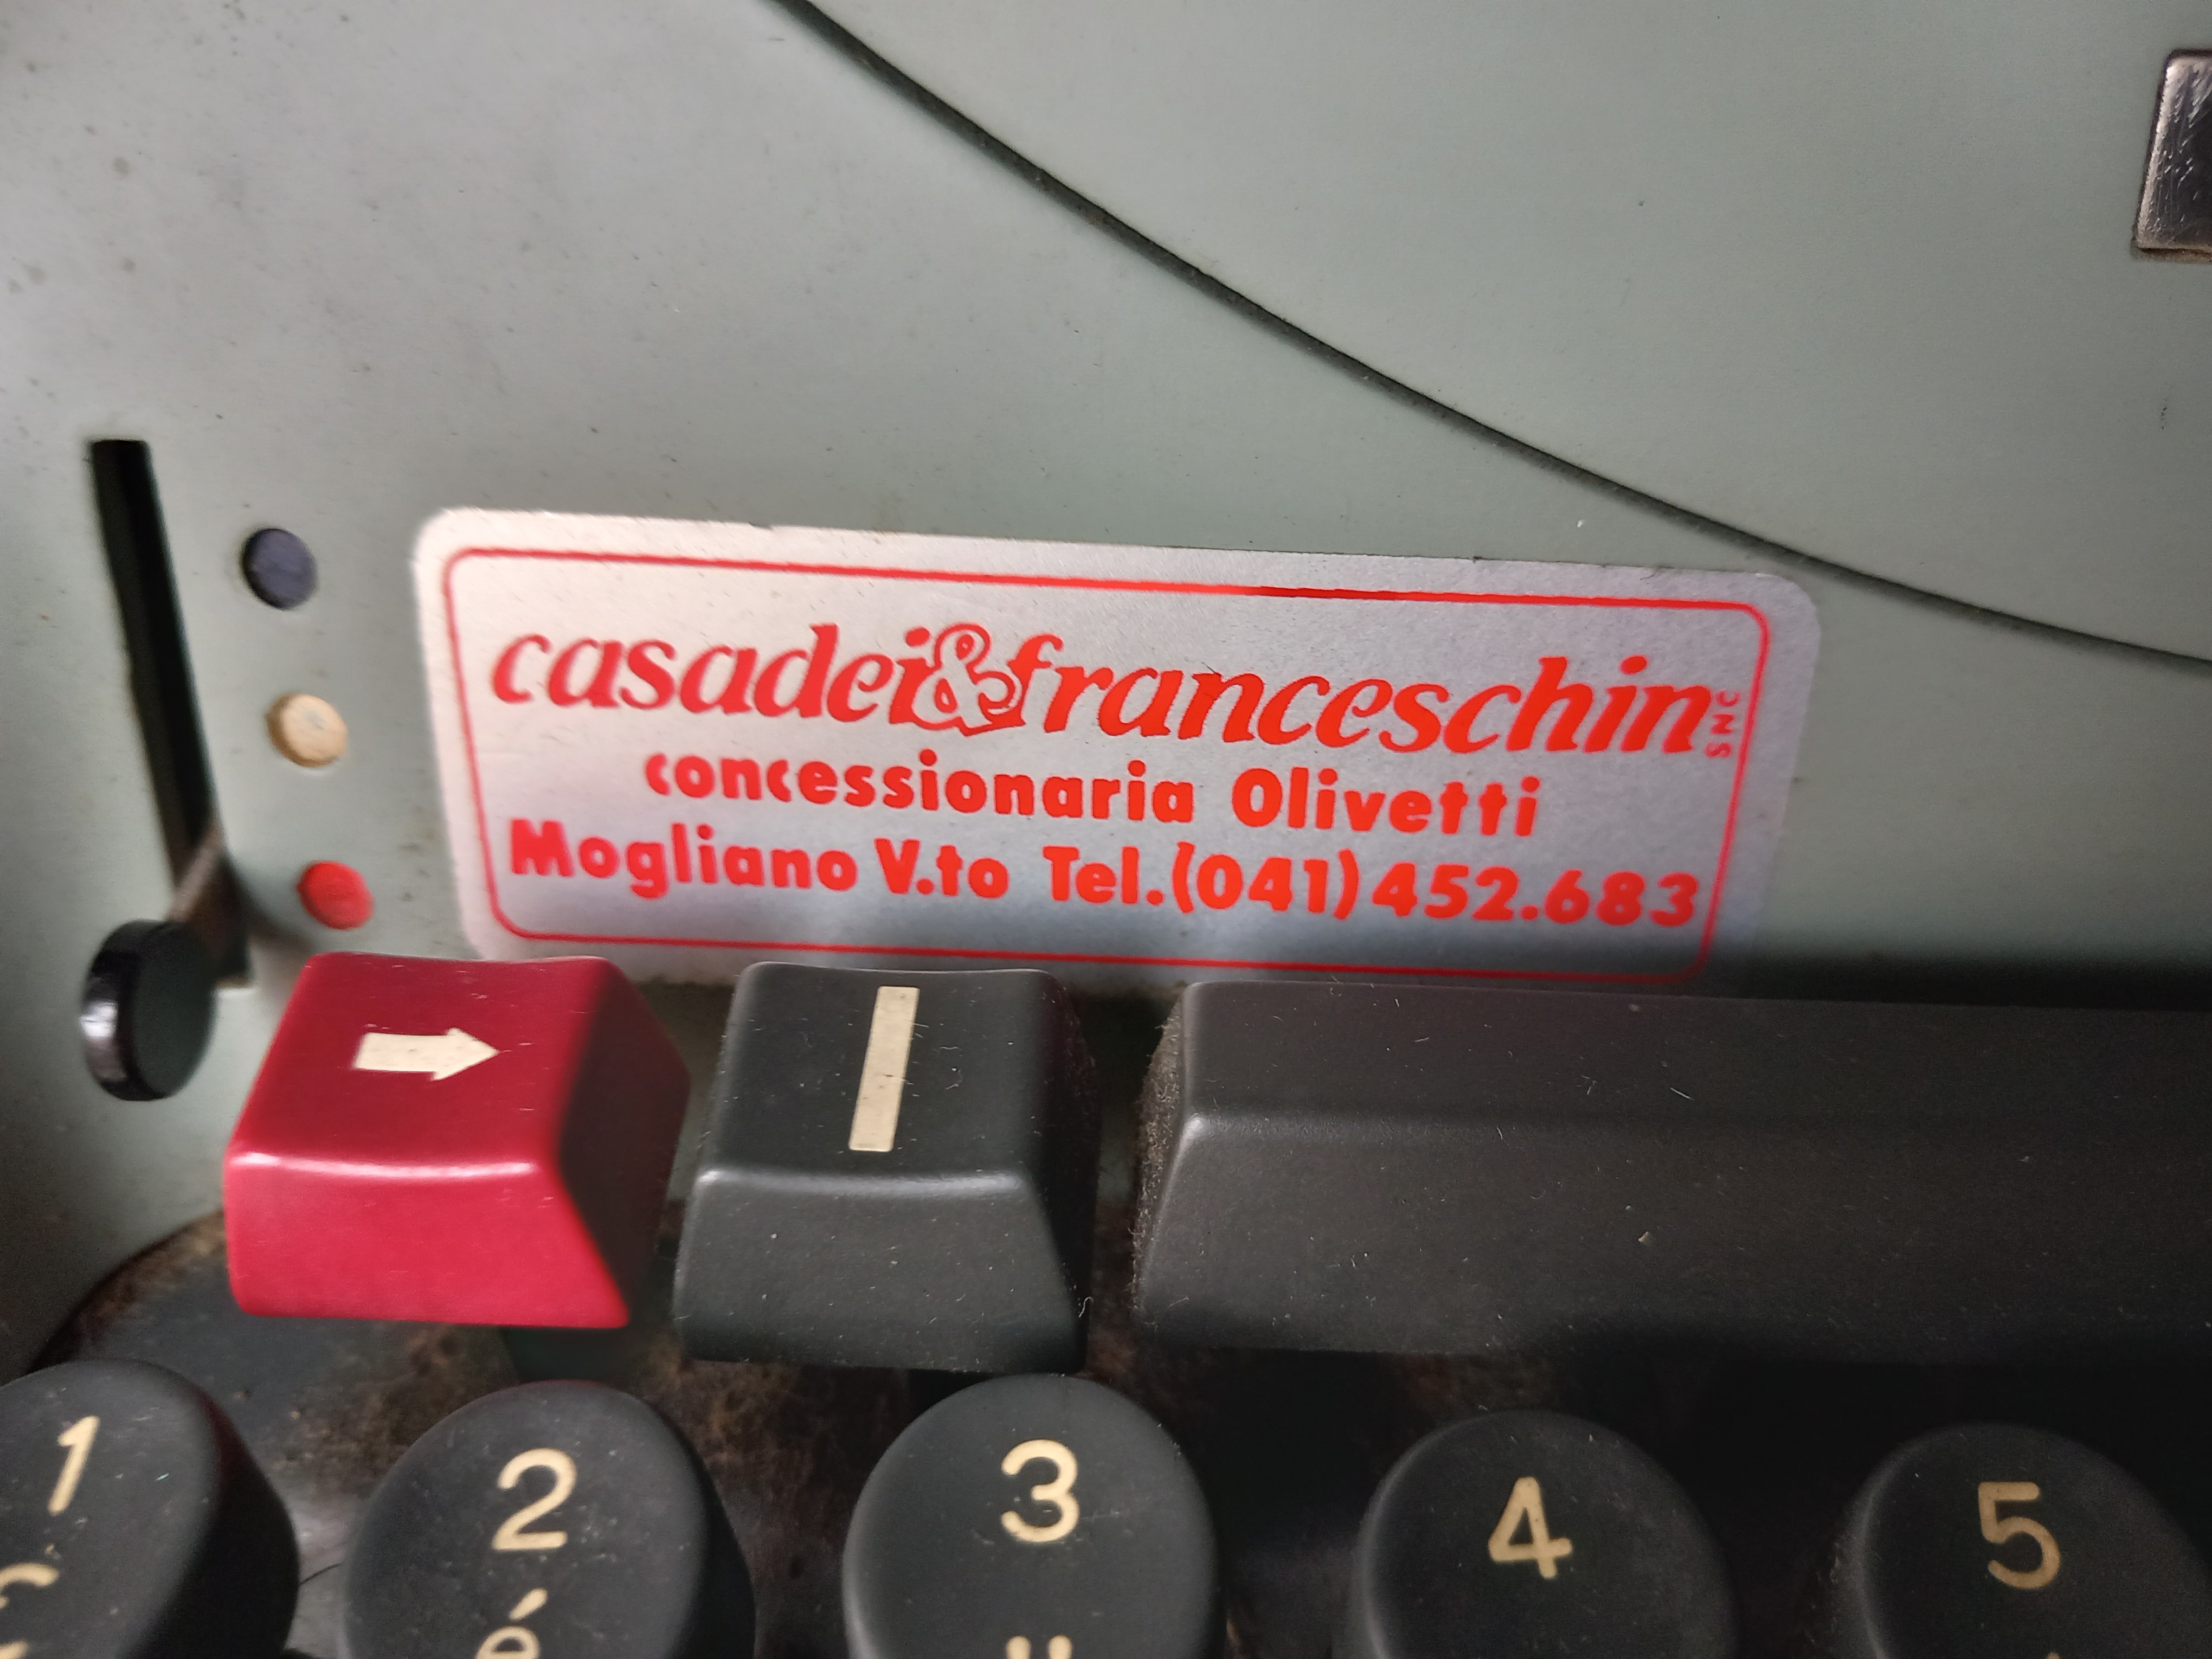 casadei&franceschin SNC
concessionaria Olivetti
Mogliano V.to Tel.(041)452.683
1 2 3 4 5
é "